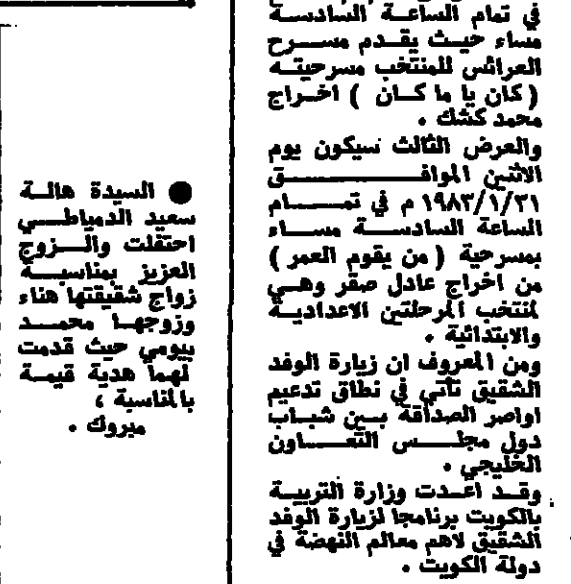 في تمام الساعة السادسة
مساء حيث يقدم مسرح
العرائس للمنتخب مسرحيته
( كان يا ما كان ) اخراج
محمد كشك .
والعرض الثالث سيكون يوم
الاثنين الموافق
١٩٨٣/١/٣١ م في تمام
الساعة السادسة مساء
بمسرحية ( من يقوم العمر )
من اخراج عادل صقر وهي
لمنتخب المرحلتين الاعدادية
والابتدائية .
ومن المعروف ان زيارة الوفد
الشقيق تأتي في نطاق تدعيم
اواصر الصداقة بين شباب
دول مجلس التعاون
الخليجي .
وقد اعدت وزارة التربية
بالكويت برنامجا لزيارة الوفد
الشقيق لاهم معالم النهضة في
دولة الكويت .
● السيدة هالة
سعيد الدمياطي
احتفلت والزوج
العزيز بمناسبة
زواج شقيقتها هناء
وزوجها محمد
بيومي حيث قدمت
لهما هدية قيمة
بالمناسبة ،
مبروك .